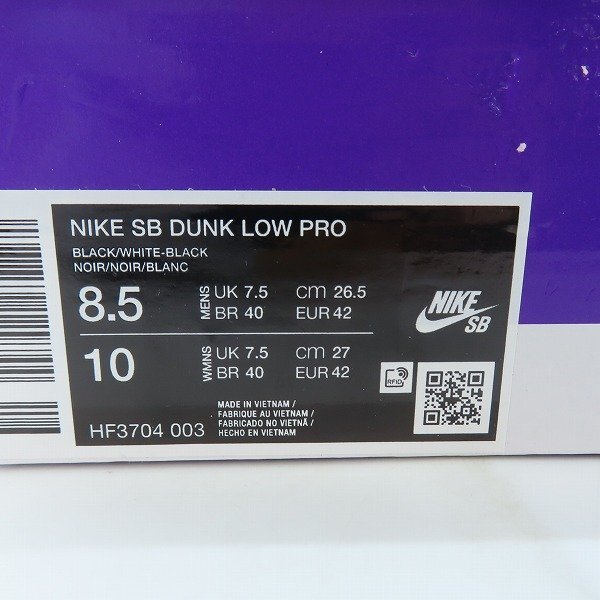 NIKE SB DUNK LOW PRO
BLACK/WHITE-BLACK
NOIR/NOIR/BLANC
8.5 MENS UK 7.5 cm 26.5
BR 40 EUR 42
10 WMNS UK 7.5 cm 27
BR 40 EUR 42
NIKE
SB
RFID
HF3704 003
MADE IN VIETNAM /
FABRIQUE AU VIETNAM /
FABRICADO NO VIETNÃ /
HECHO EN VIETNAM